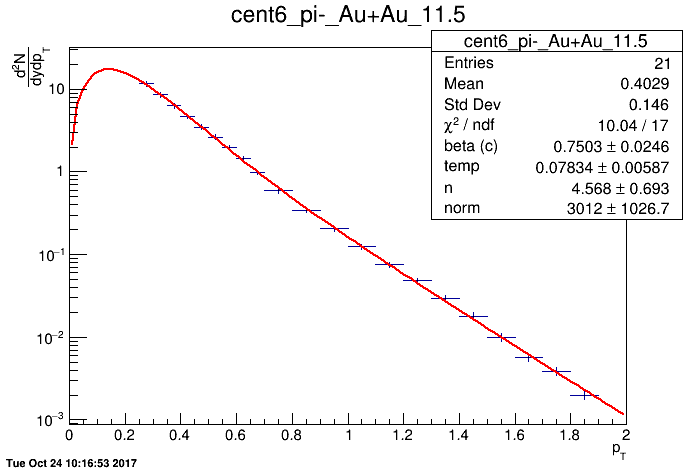 cent6_pi-_Au+Au_11.5
cent6_pi-_Au+Au_11.5
Entries 21
Mean 0.4029
Std Dev 0.146
χ² / ndf 10.04 / 17
beta (c) 0.7503 ± 0.0246
temp 0.07834 ± 0.00587
n 4.568 ± 0.693
norm 3012 ± 1026.7
d²N
dydp_T
10
1
10⁻¹
10⁻²
10⁻³
0 0.2 0.4 0.6 0.8 1 1.2 1.4 1.6 1.8 2
p_T
Tue Oct 24 10:16:53 2017